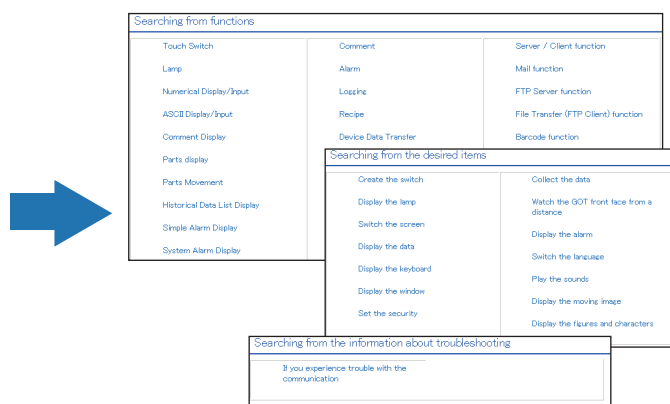 Searching from functions
Touch Switch
Lamp
Numerical Display/Input
ASCII Display/Input
Comment Display
Parts display
Parts Movement
Historical Data List Display
Simple Alarm Display
System Alarm Display
Comment
Alarm
Logging
Recipe
Device Data Transfer
Server / Client function
Mail function
FTP Server function
File Transfer (FTP Client) function
Barcode function
Searching from the desired items
Create the switch
Display the lamp
Switch the screen
Display the data
Display the keyboard
Display the window
Set the security
Collect the data
Watch the GOT front face from a
distance
Display the alarm
Switch the language
Play the sounds
Display the moving image
Display the figures and characters
Searching from the information about troubleshooting
If you experience trouble with the
communication